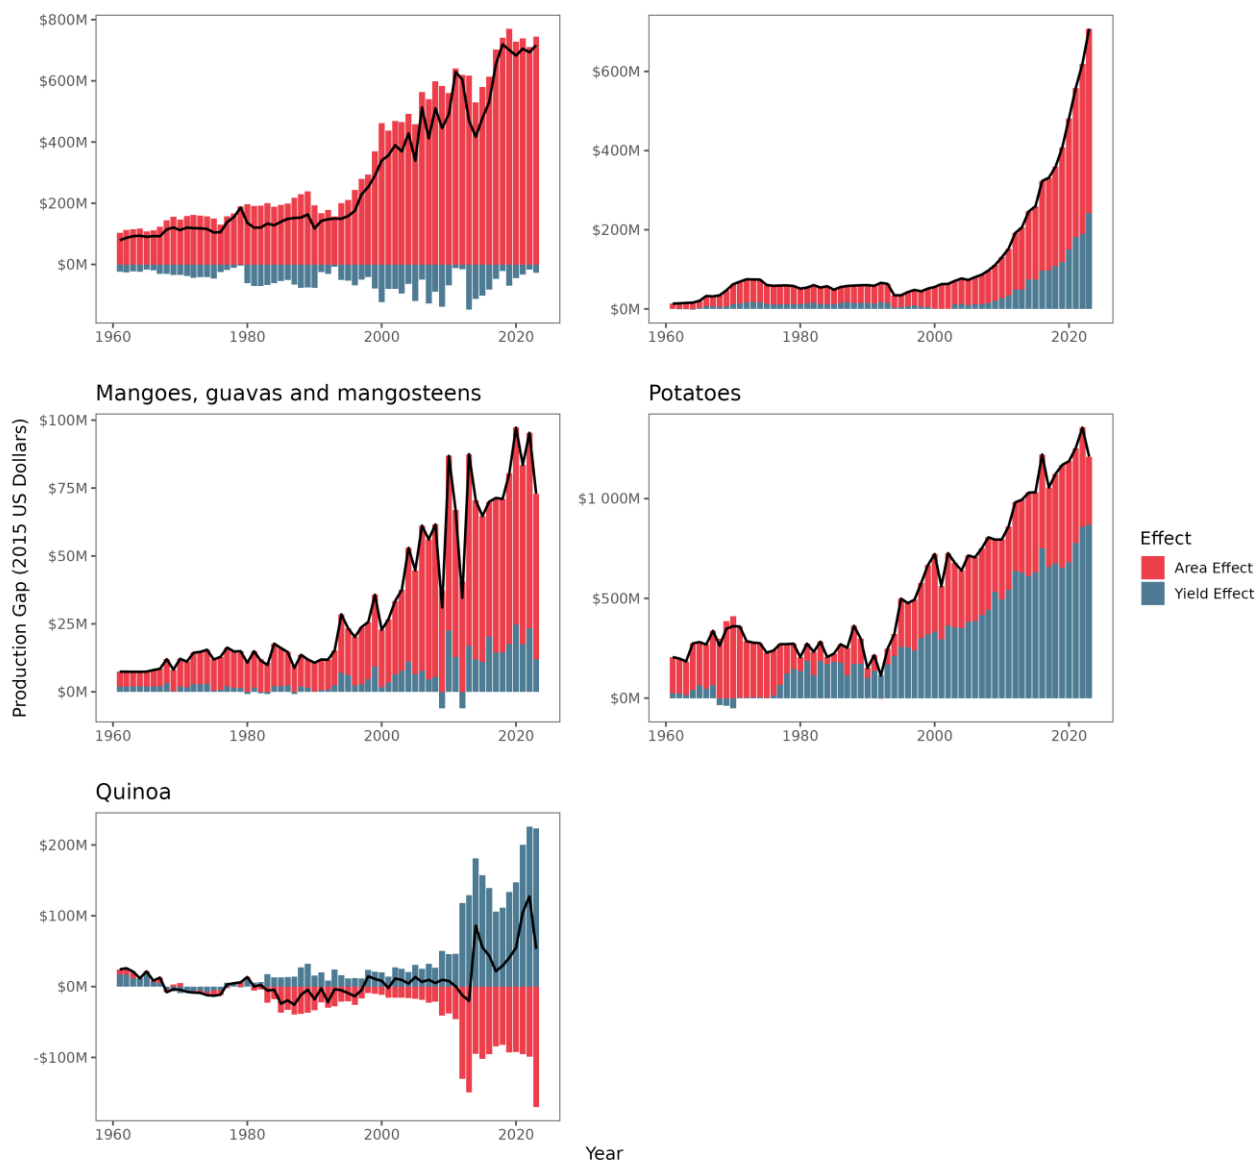 $800M
$600M
$400M
$200M
$0M
1960 1980 2000 2020
$600M
$400M
$200M
$0M
1960 1980 2000 2020
Mangoes, guavas and mangosteens
$100M
$75M
$50M
$25M
$0M
1960 1980 2000 2020
Potatoes
$1 000M
$500M
$0M
1960 1980 2000 2020
Quinoa
$200M
$100M
$0M
-$100M
1960 1980 2000 2020
Production Gap (2015 US Dollars)
Year
Effect
Area Effect
Yield Effect